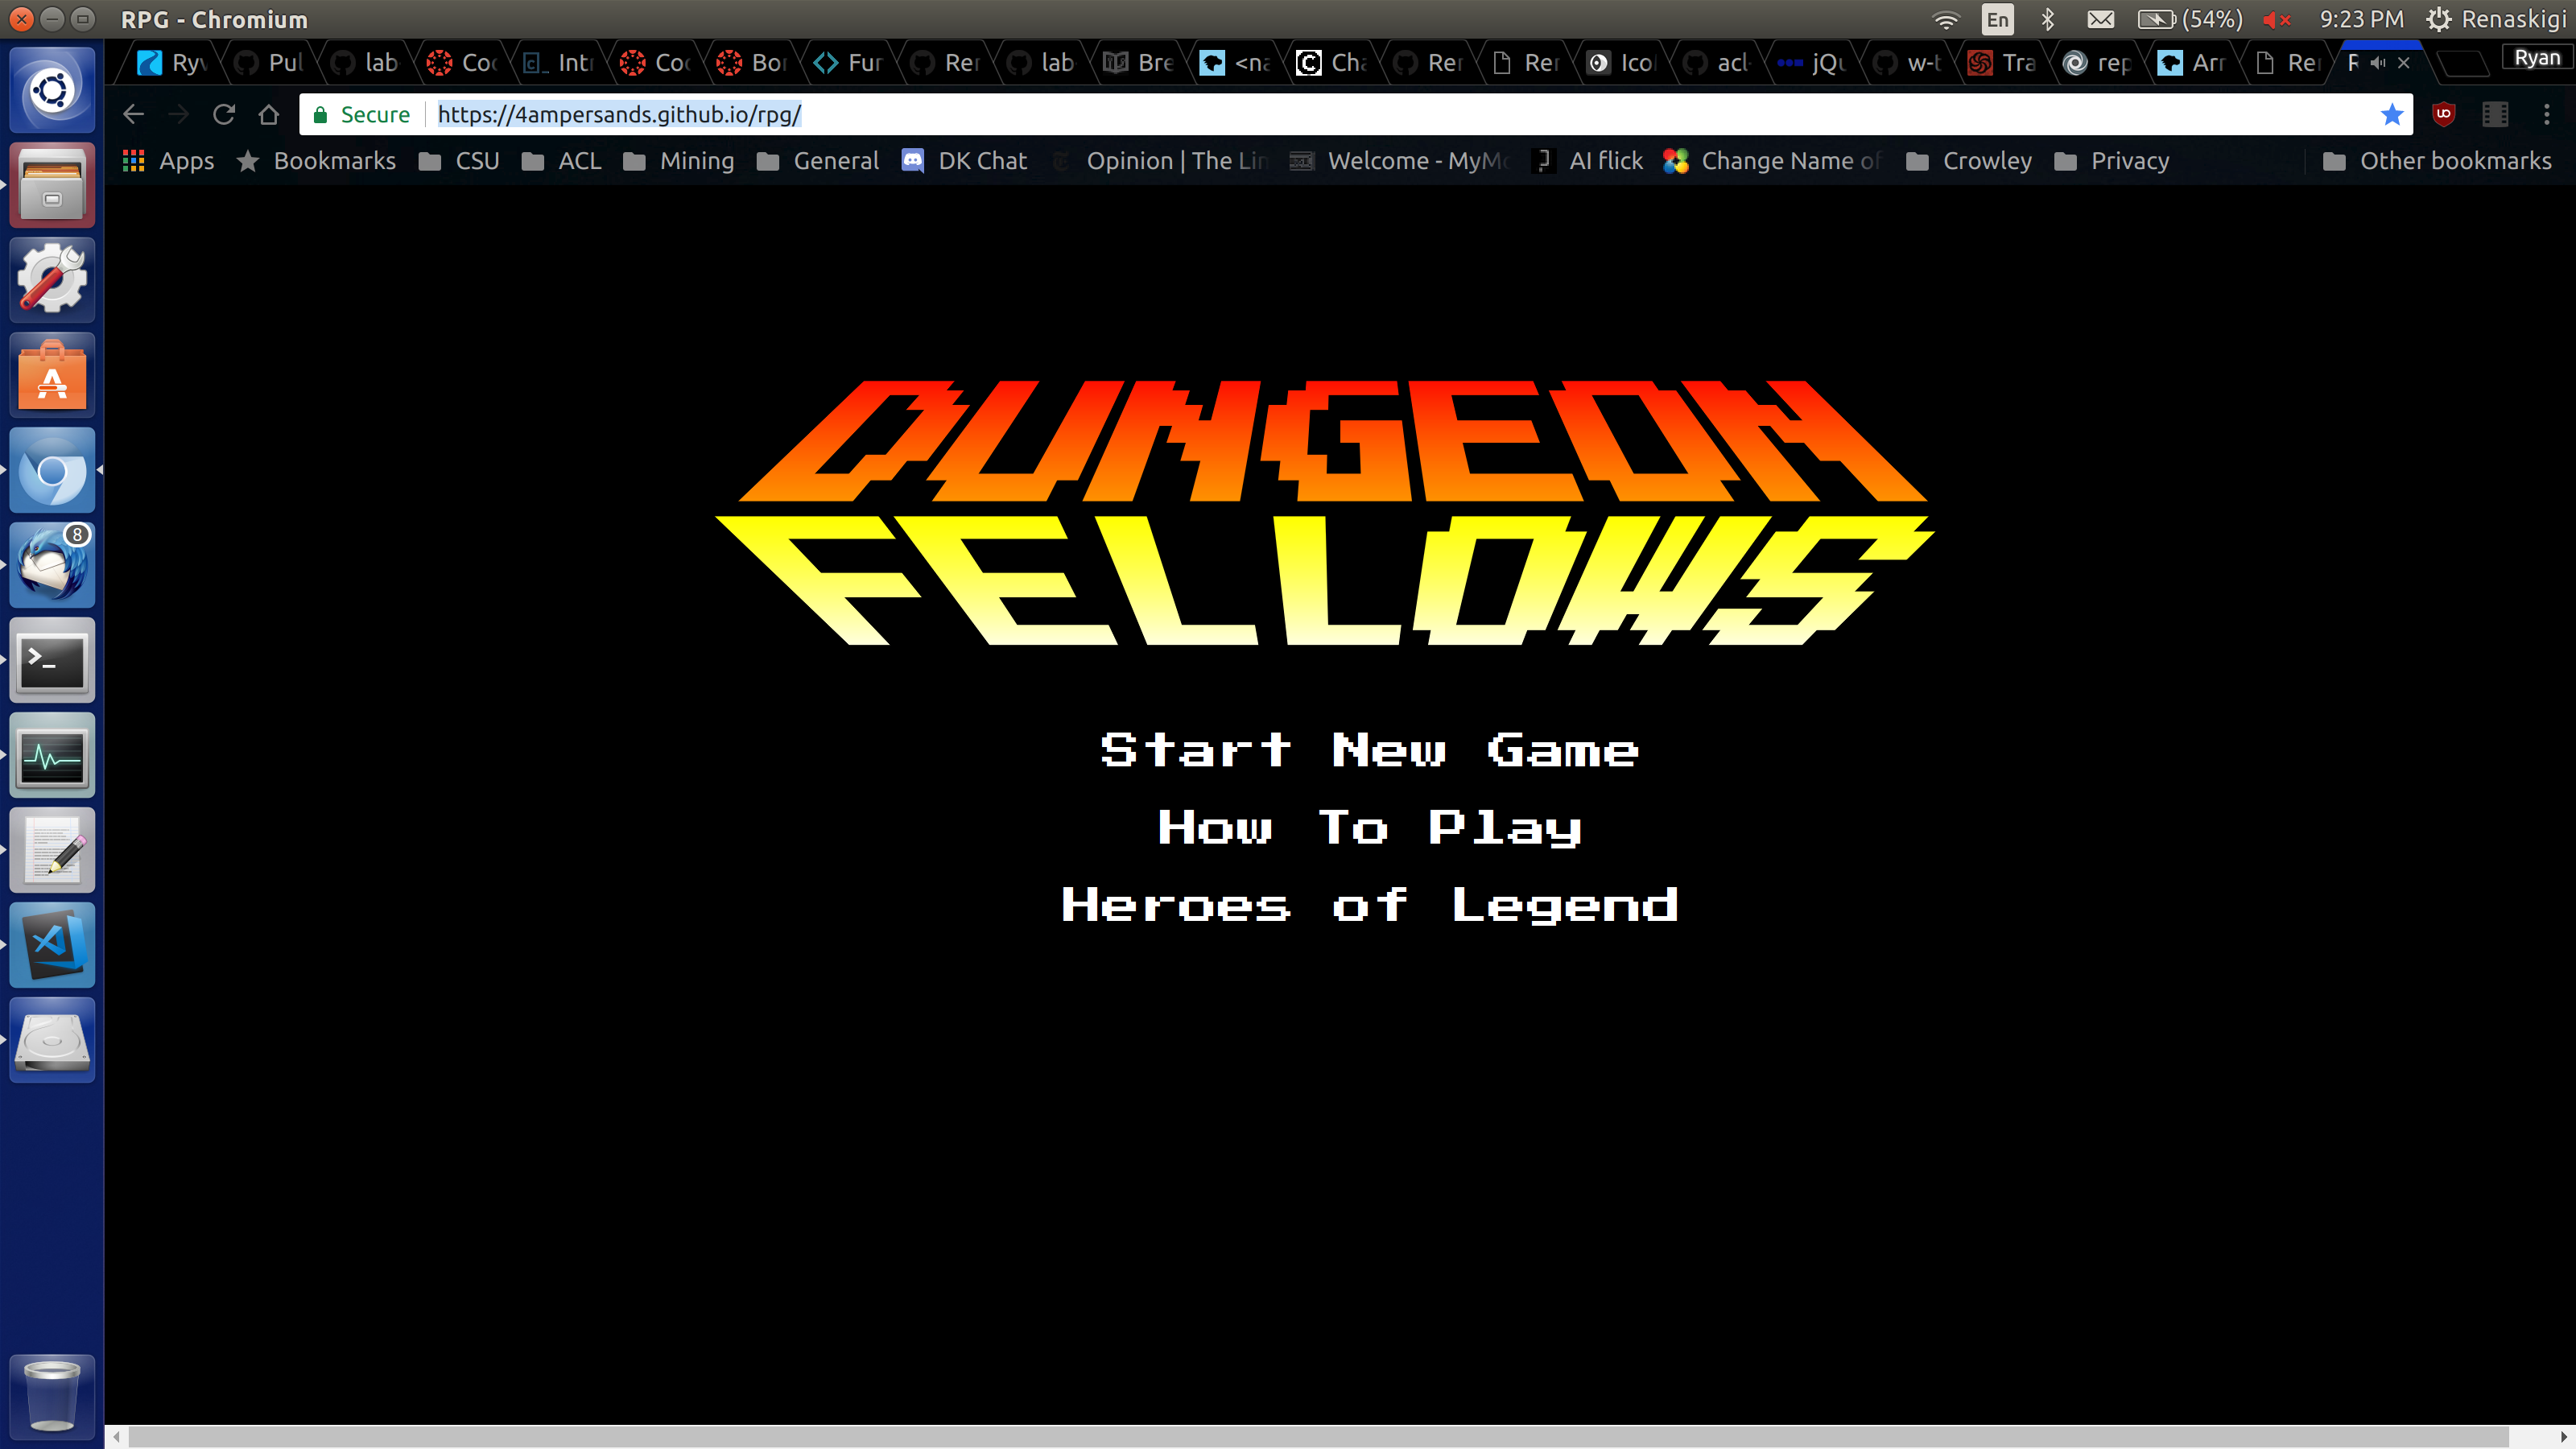 RPG - Chromium
En
(54%)
9:23 PM
Renaskigi
Ryv
Pul
lab
Coc
Intr
Coc
Bor
Fur
Rer
lab
Bre
<na
Cha
Rer
Rer
Ico
acl-
jQu
w-t
Tra
rep
Arr
Rer
Ryan
Secure
https://4ampersands.github.io/rpg/
Apps
Bookmarks
CSU
ACL
Mining
General
DK Chat
Opinion | The Lin
Welcome - MyMo
AI flick
Change Name of
Crowley
Privacy
Other bookmarks
8
DUNGEON
FELLOWS
Start New Game
How To Play
Heroes of Legend